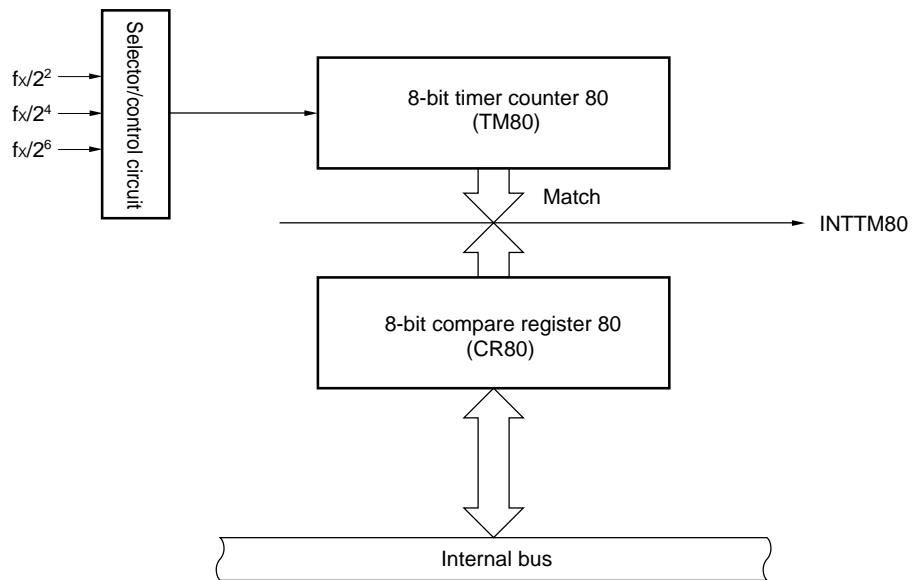 Selector/control circuit
fx/2²
fx/2⁴
fx/2⁶
8-bit timer counter 80
(TM80)
Match
INTTM80
8-bit compare register 80
(CR80)
Internal bus